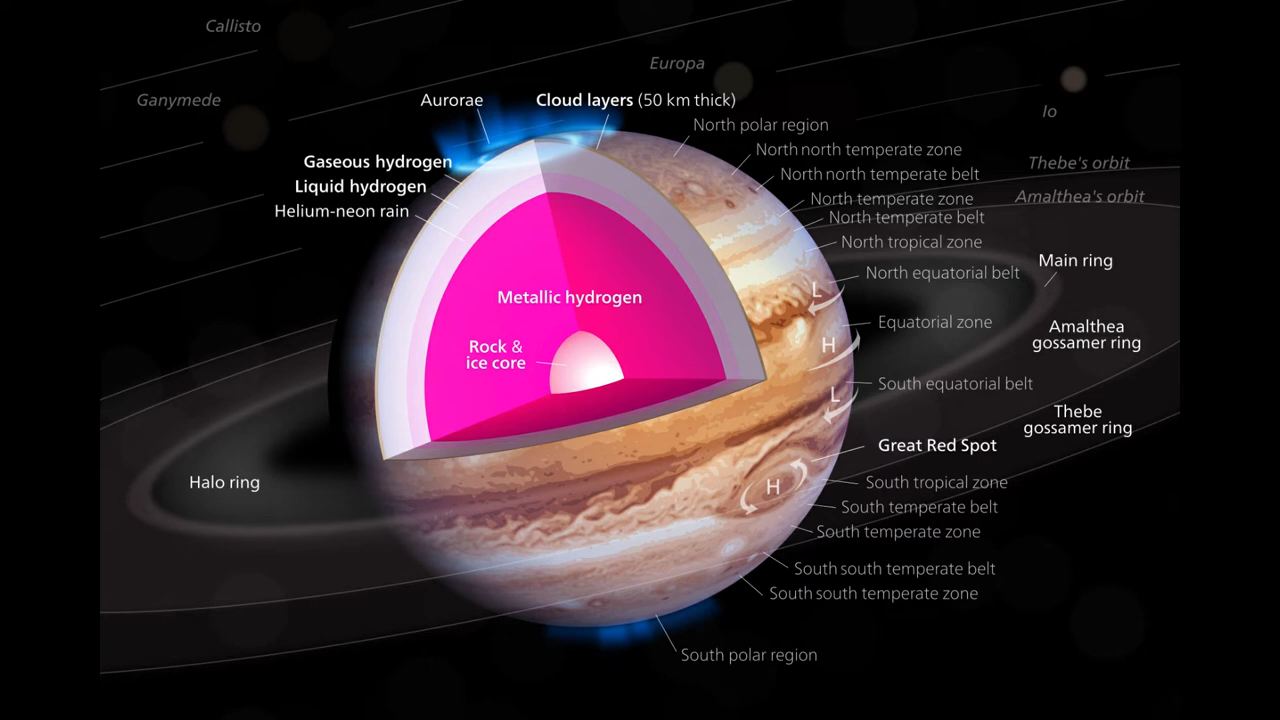 Callisto
Europa
Ganymede
Aurorae
Cloud layers (50 km thick)
Io
North polar region
North north temperate zone
Gaseous hydrogen
Thebe's orbit
North north temperate belt
Liquid hydrogen
North temperate zone
Amalthea's orbit
Helium-neon rain
North temperate belt
North tropical zone
Main ring
North equatorial belt
L
Metallic hydrogen
Equatorial zone
Amalthea
gossamer ring
H
Rock &
ice core
South equatorial belt
L
Thebe
gossamer ring
Great Red Spot
Halo ring
South tropical zone
H
South temperate belt
South temperate zone
South south temperate belt
South south temperate zone
South polar region